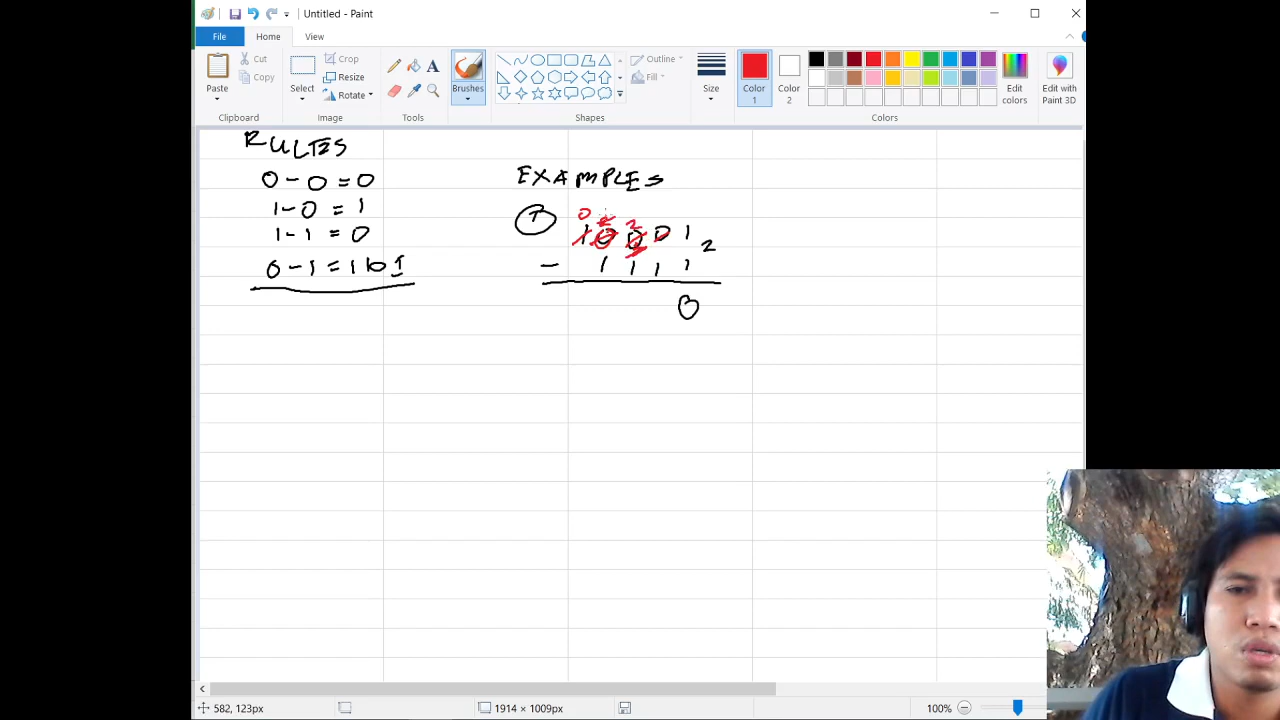 Untitled - Paint
File Home View
Paste
Cut
Copy
Clipboard
Select
Crop
Resize
Rotate
Image
A
Tools
Brushes
Outline
Fill
Shapes
Size
Color 1
Color 2
Edit colors
Edit with Paint 3D
Colors
RULES
0 - 0 = 0
1 - 0 = 1
1 - 1 = 0
0 - 1 = 1 b 1
EXAMPLES
1
0 2 2
1 0 0 0 1 2
- 1 1 1 1
0
582, 123px
1914 × 1009px
100%